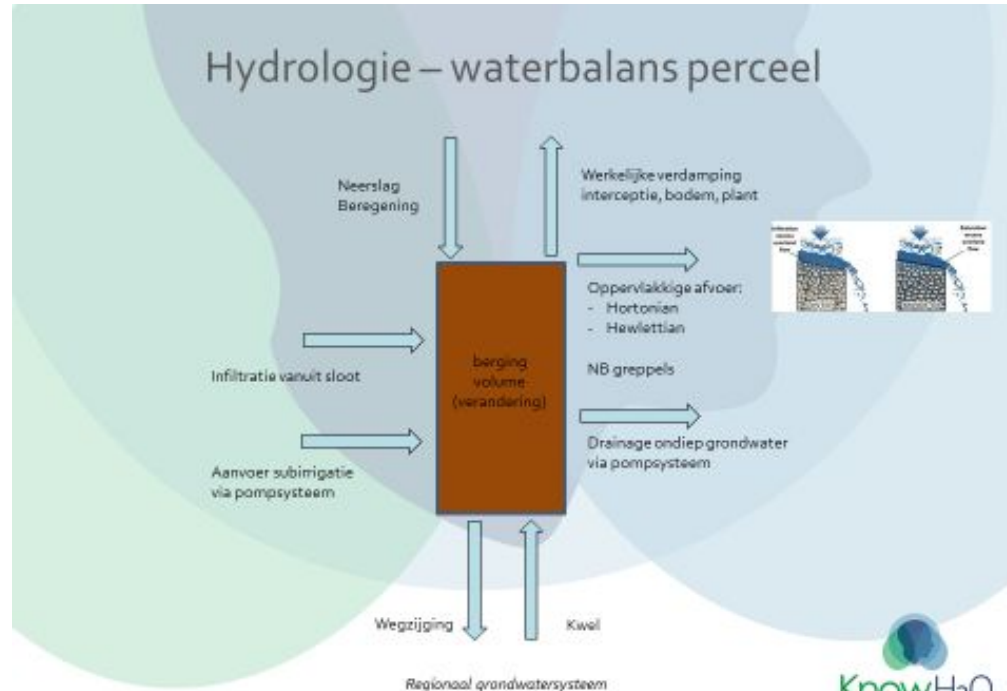 Hydrologie – waterbalans perceel
Neerslag
Beregening
Werkelijke verdamping
interceptie, bodem, plant
Oppervlakkige afvoer:
- Hortonian
- Hewlettian
NB greppels
Infiltratie vanuit sloot
berging
volume
(verandering)
Aanvoer subirrigatie
via pompsysteem
Drainage ondiep grondwater
via pompsysteem
Wegzijging
Kwel
Regionaal grondwatersysteem
KnowH2O